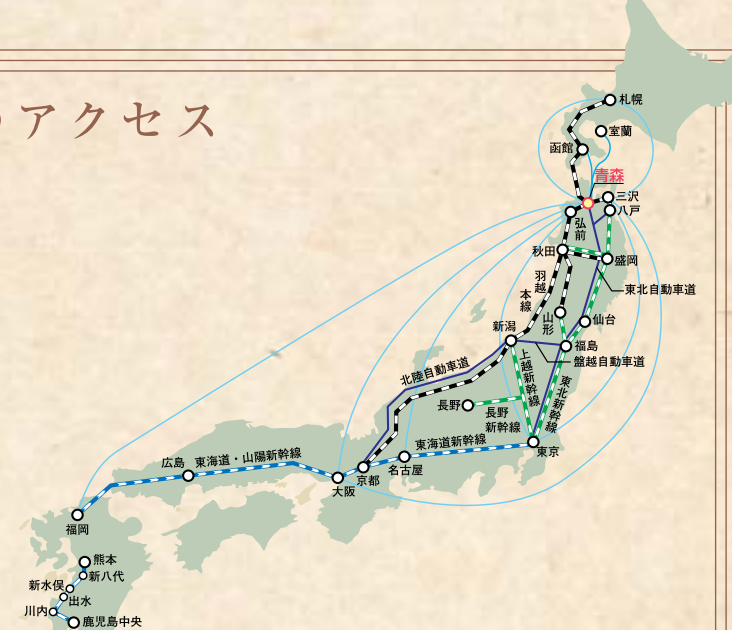 のアクセス
札幌
室蘭
函館
青森
三沢
八戸
弘前
秋田
盛岡
羽越
本線
東北自動車道
山形
仙台
新潟
福島
盤越自動車道
北陸自動車道
上越新幹線
東北新幹線
長野
長野
新幹線
東海道新幹線
東京
広島
東海道・山陽新幹線
名古屋
京都
大阪
福岡
熊本
新八代
新水俣
出水
川内
鹿児島中央